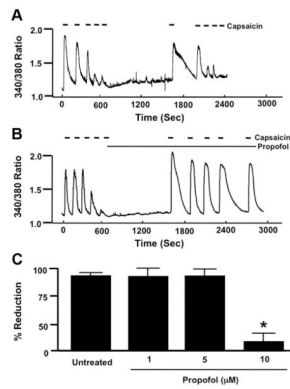 A
Capsaicin
340/380 Ratio
2.0
1.5
1.0
0 600 1200 1800 2400 3000
Time (Sec)
B
Capsaicin
Propofol
340/380 Ratio
2.0
1.5
1.0
0 600 1200 1800 2400 3000
Time (Sec)
C
% Reduction
100
75
50
0
*
Untreated 1 5 10
Propofol (μM)